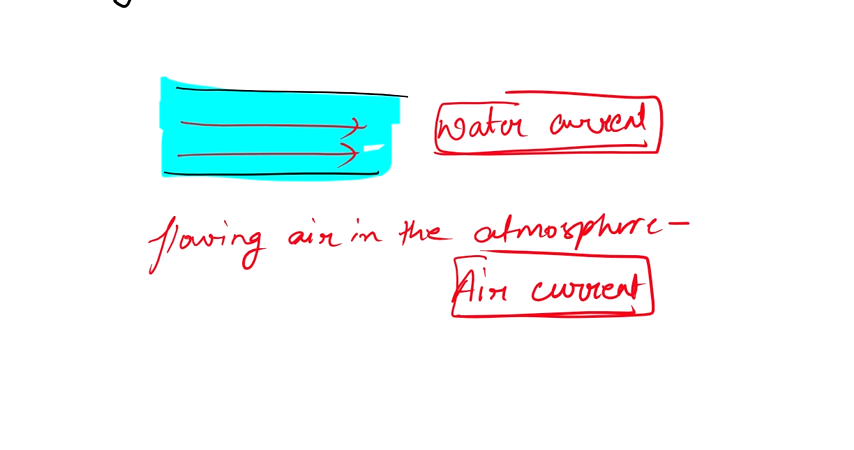 Water current
flowing air in the atmosphere -
Air current